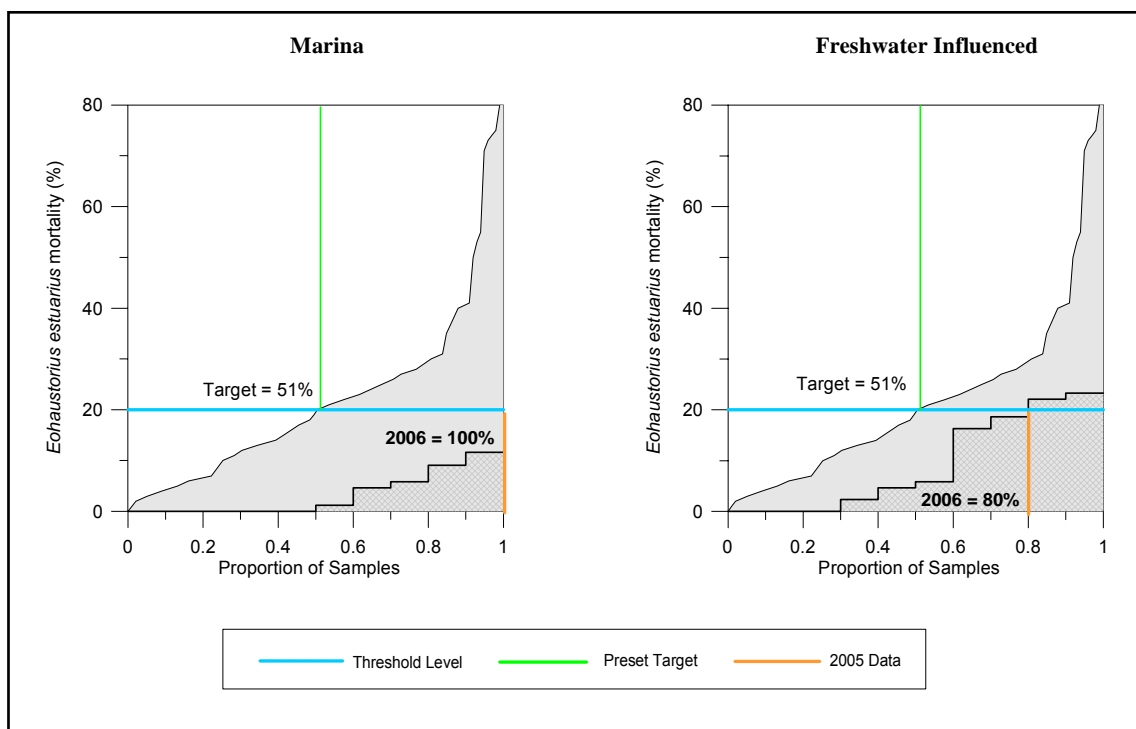 Marina
Freshwater Influenced
80
60
40
20
0
Eohaustorius estuarius mortality (%)
Target = 51%
2006 = 100%
0
0.2
0.4
0.6
0.8
1
Proportion of Samples
80
60
40
20
0
Eohaustorius estuarius mortality (%)
Target = 51%
2006 = 80%
0
0.2
0.4
0.6
0.8
1
Proportion of Samples
Threshold Level
Preset Target
2005 Data